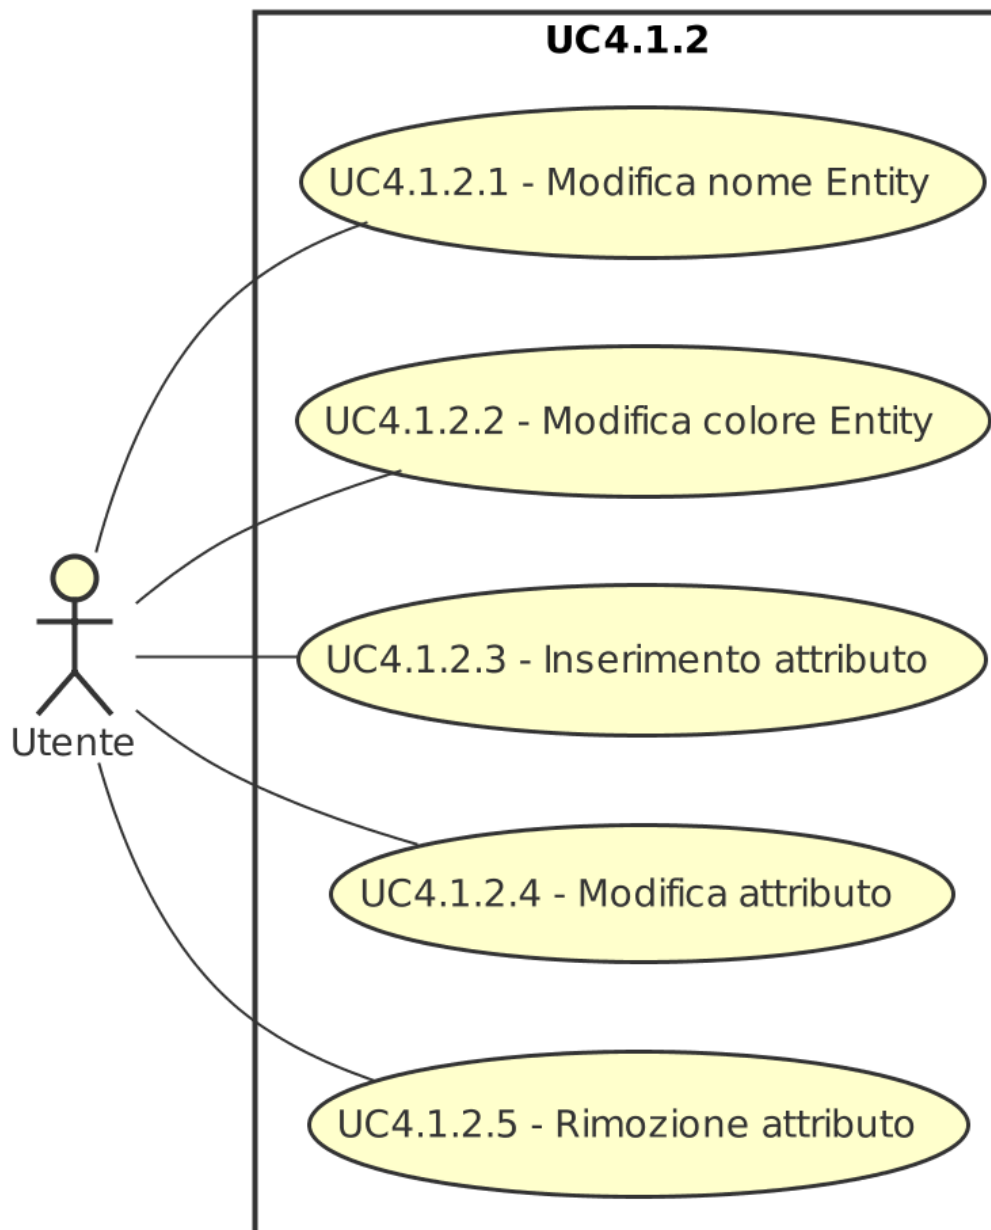 UC4.1.2
UC4.1.2.1 - Modifica nome Entity
UC4.1.2.2 - Modifica colore Entity
UC4.1.2.3 - Inserimento attributo
Utente
UC4.1.2.4 - Modifica attributo
UC4.1.2.5 - Rimozione attributo